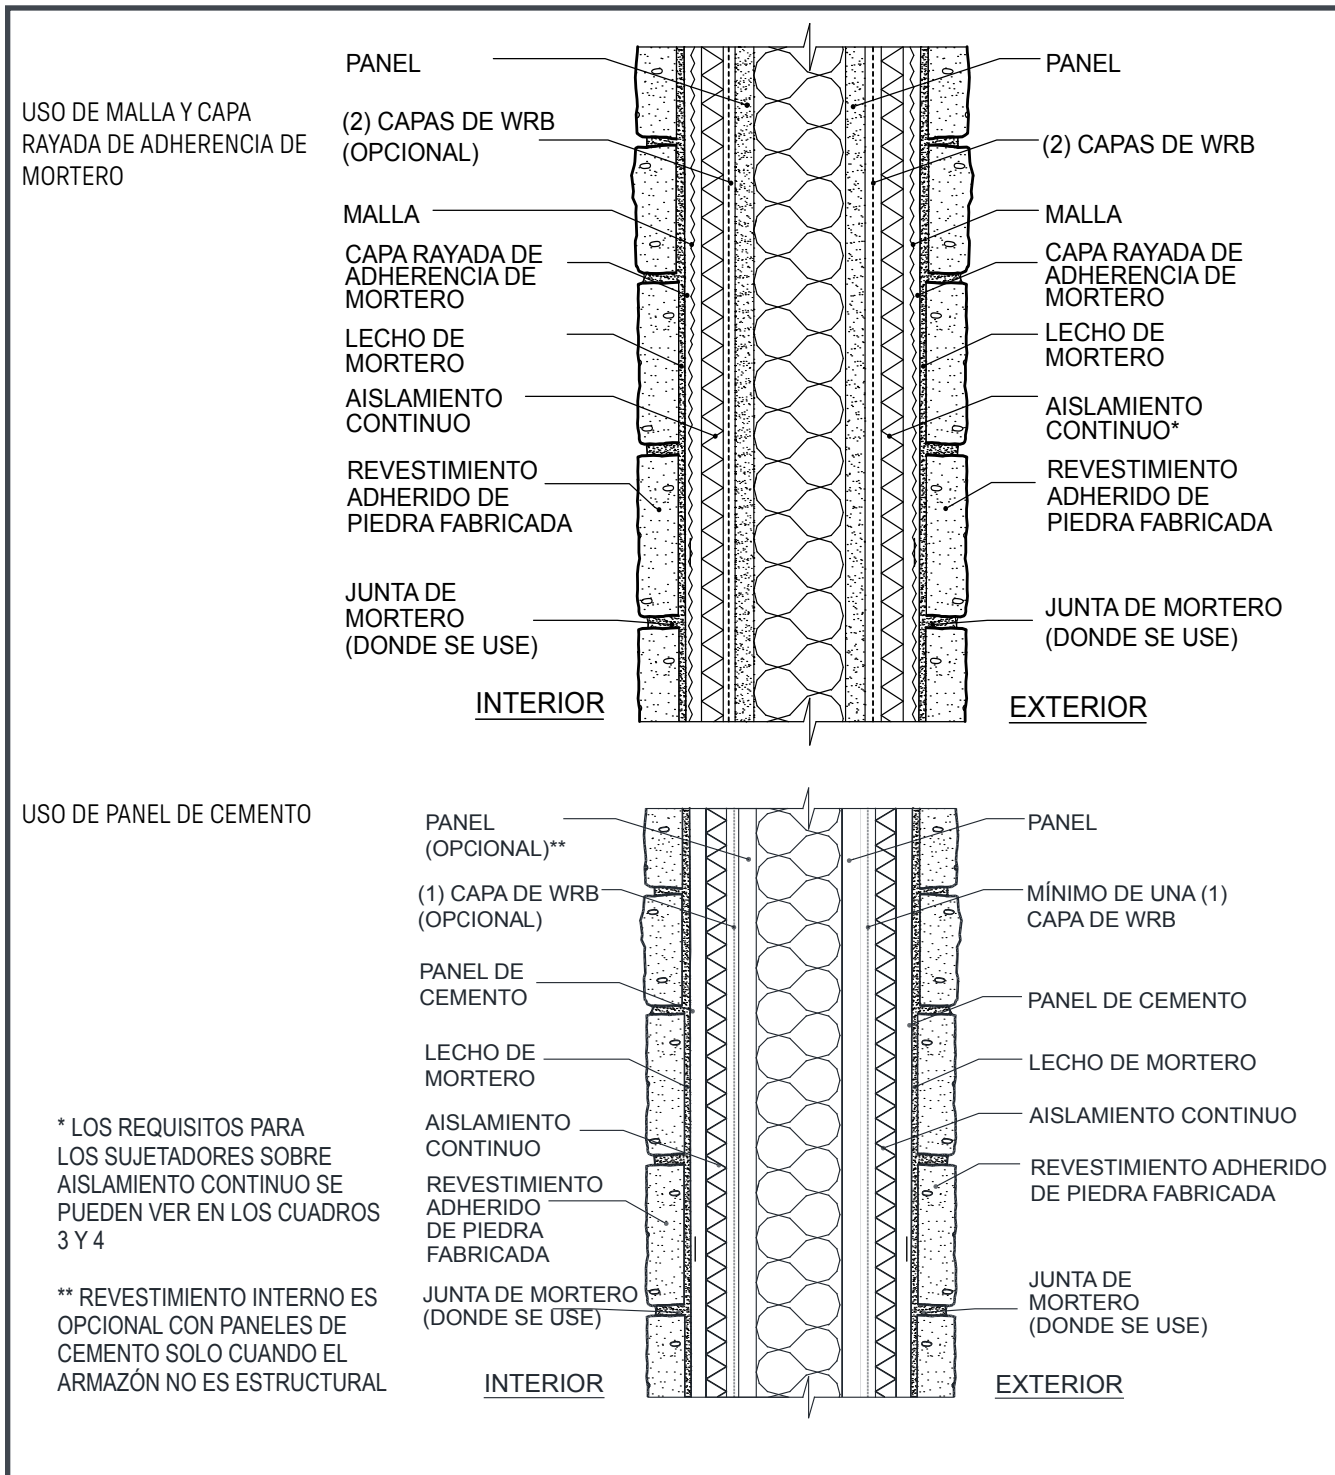 USO DE MALLA Y CAPA
RAYADA DE ADHERENCIA DE
MORTERO
PANEL
(2) CAPAS DE WRB
(OPCIONAL)
MALLA
CAPA RAYADA DE
ADHERENCIA DE
MORTERO
LECHO DE
MORTERO
AISLAMIENTO
CONTINUO
REVESTIMIENTO
ADHERIDO DE
PIEDRA FABRICADA
JUNTA DE
MORTERO
(DONDE SE USE)
INTERIOR
PANEL
(2) CAPAS DE WRB
MALLA
CAPA RAYADA DE
ADHERENCIA DE
MORTERO
LECHO DE
MORTERO
AISLAMIENTO
CONTINUO*
REVESTIMIENTO
ADHERIDO DE
PIEDRA FABRICADA
JUNTA DE MORTERO
(DONDE SE USE)
EXTERIOR
USO DE PANEL DE CEMENTO
PANEL
(OPCIONAL)**
(1) CAPA DE WRB
(OPCIONAL)
PANEL DE
CEMENTO
LECHO DE
MORTERO
AISLAMIENTO
CONTINUO
REVESTIMIENTO
ADHERIDO
DE PIEDRA
FABRICADA
JUNTA DE MORTERO
(DONDE SE USE)
INTERIOR
PANEL
MÍNIMO DE UNA (1)
CAPA DE WRB
PANEL DE CEMENTO
LECHO DE MORTERO
AISLAMIENTO CONTINUO
REVESTIMIENTO ADHERIDO
DE PIEDRA FABRICADA
JUNTA DE
MORTERO
(DONDE SE USE)
EXTERIOR
* LOS REQUISITOS PARA
LOS SUJETADORES SOBRE
AISLAMIENTO CONTINUO SE
PUEDEN VER EN LOS CUADROS
3 Y 4
** REVESTIMIENTO INTERNO ES
OPCIONAL CON PANELES DE
CEMENTO SOLO CUANDO EL
ARMAZÓN NO ES ESTRUCTURAL